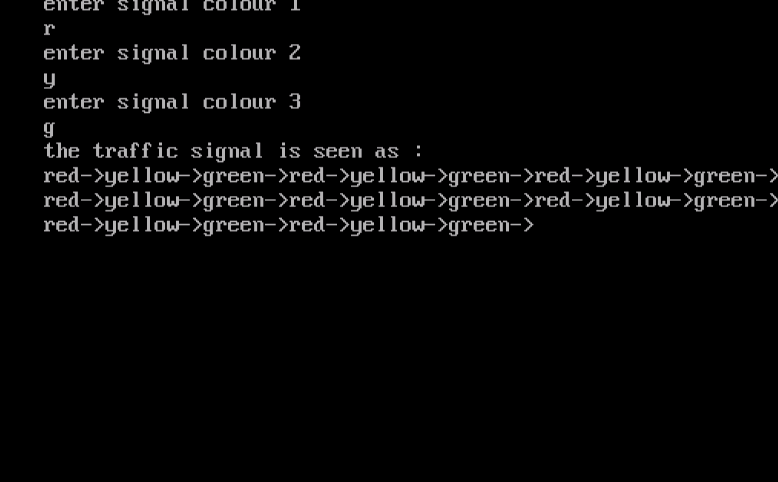 enter signal colour 1
r
enter signal colour 2
y
enter signal colour 3
g
the traffic signal is seen as :
red->yellow->green->red->yellow->green->red->yellow->green->
red->yellow->green->red->yellow->green->red->yellow->green->
red->yellow->green->red->yellow->green->